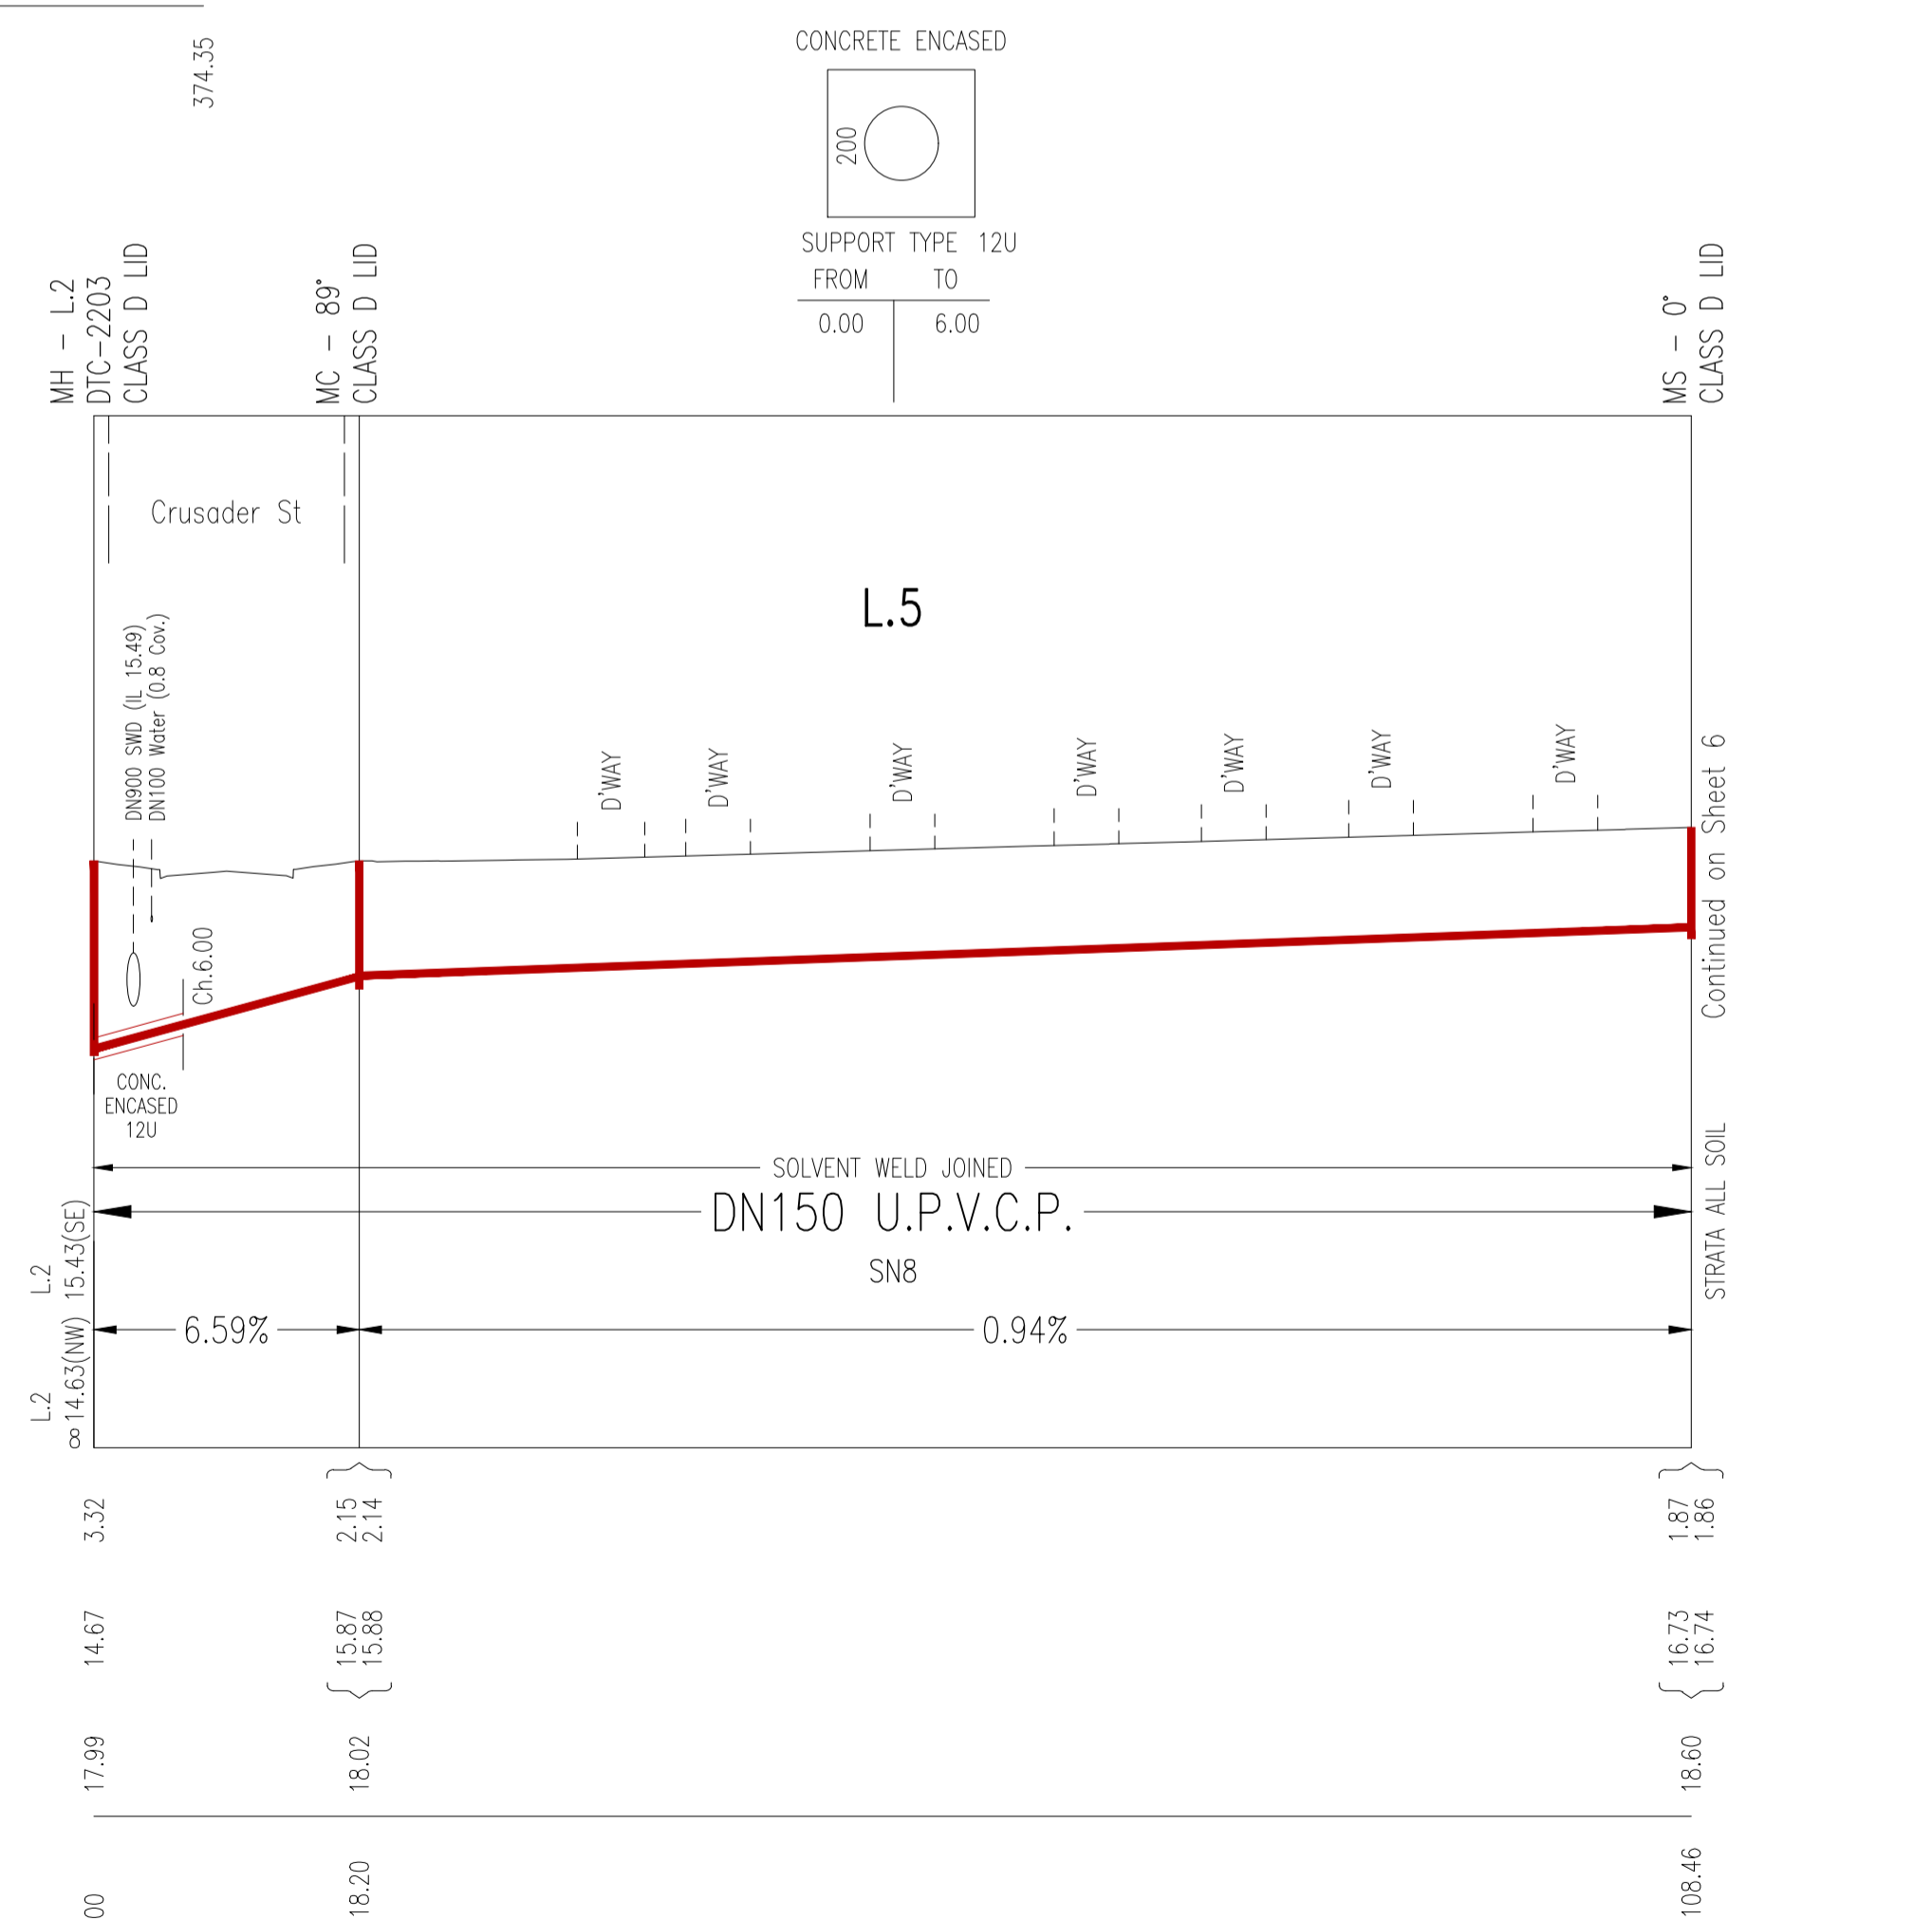 374.35
CONCRETE ENCASED
200
SUPPORT TYPE 12U
FROM TO
0.00 6.00
MH - L.2
DTC-2203
CLASS D LID
MC - 89°
CLASS D LID
MS - 0°
CLASS D LID
Crusader St
L.5
DN900 SWD (IL 15.49)
DN100 Water (0.8 Cov.)
D'WAY
D'WAY
D'WAY
D'WAY
D'WAY
D'WAY
D'WAY
Continued on Sheet 6
Ch.6.00
CONC.
ENCASED
12U
SOLVENT WELD JOINED
DN150 U.P.V.C.P.
SN8
STRATA ALL SOIL
L.2
15.43(SE)
6.59%
0.94%
L.2
∞14.63(NW)
3.32
2.15
2.14
1.87
1.86
14.67
15.87
15.88
16.73
16.74
17.99
18.02
18.60
00
18.20
108.46